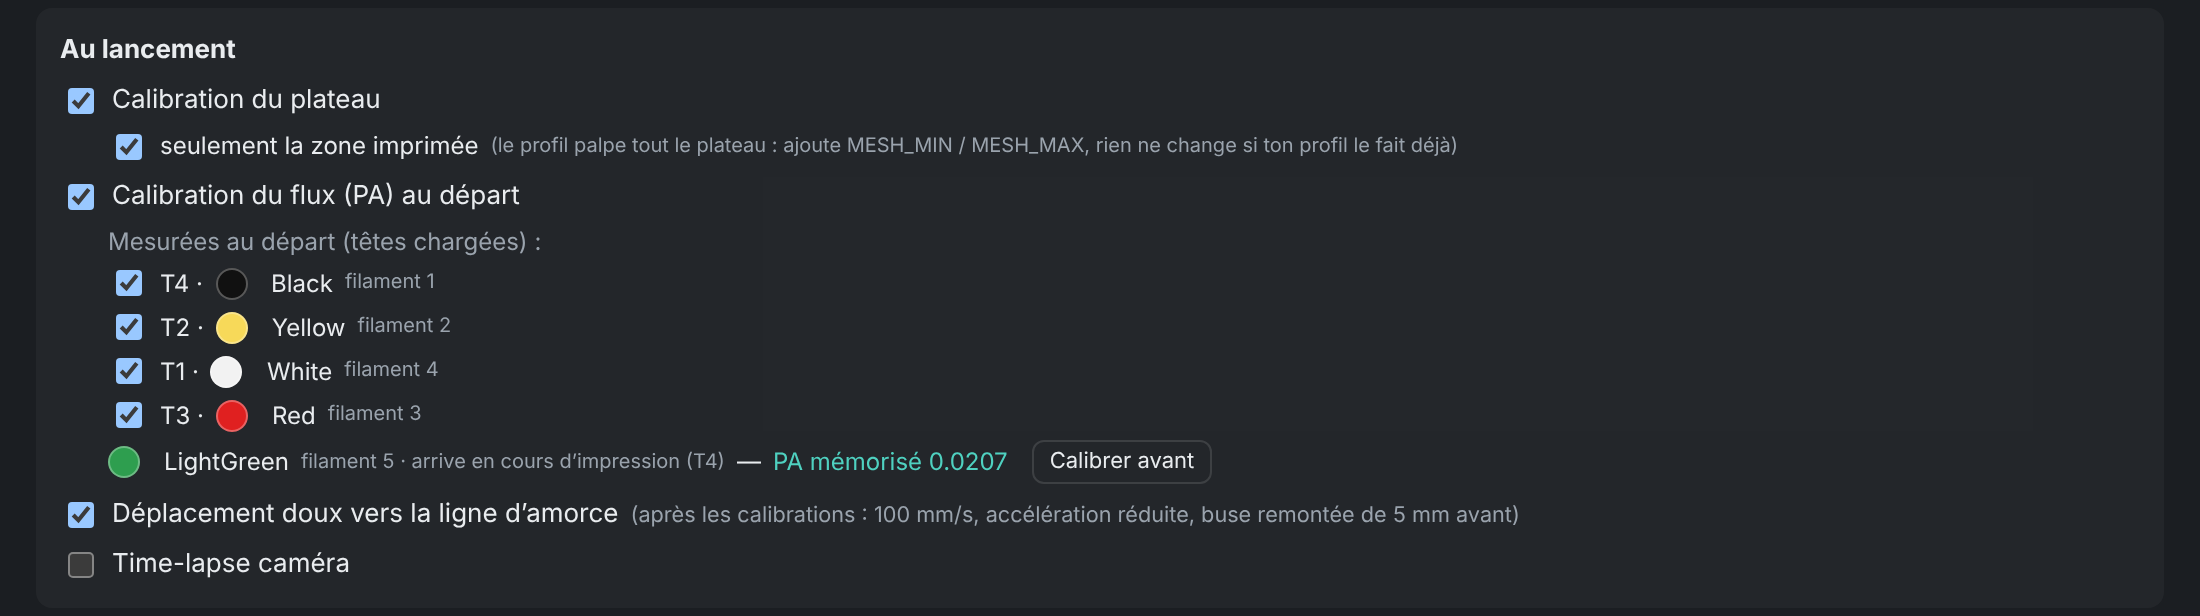 Au lancement
Calibration du plateau
seulement la zone imprimée (le profil palpe tout le plateau : ajoute MESH_MIN / MESH_MAX, rien ne change si ton profil le fait déjà)
Calibration du flux (PA) au départ
Mesurées au départ (têtes chargées) :
T4 · Black filament 1
T2 · Yellow filament 2
T1 · White filament 4
T3 · Red filament 3
LightGreen filament 5 · arrive en cours d’impression (T4) — PA mémorisé 0.0207 Calibrer avant
Déplacement doux vers la ligne d’amorce (après les calibrations : 100 mm/s, accélération réduite, buse remontée de 5 mm avant)
Time-lapse caméra